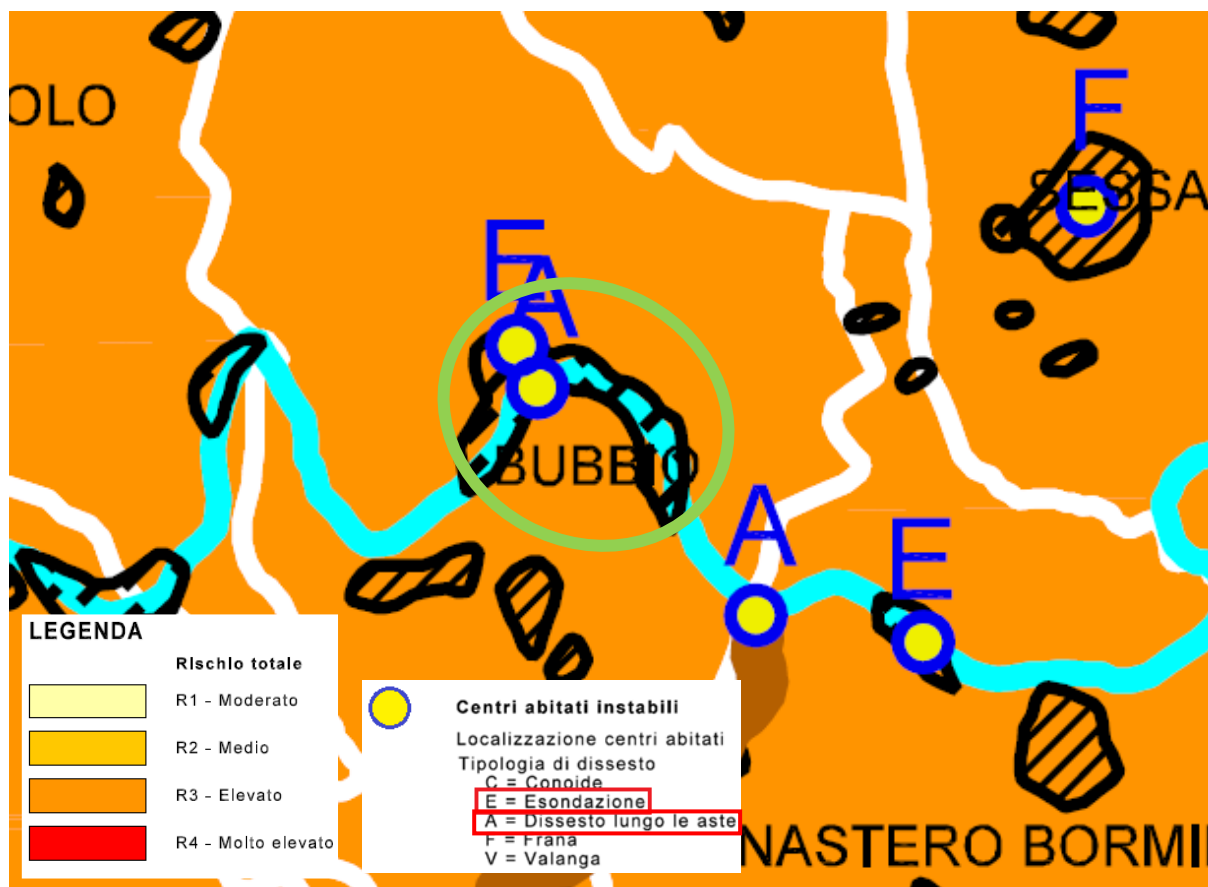 OLO
F
SESSA
E
A
BUBBIO
A
E
NASTERO BORMI
LEGENDA
RIschio totale
R1 - Moderato
R2 - Medio
R3 - Elevato
R4 - Molto elevato
Centri abitati instabili
Localizzazione centri abitati
Tipologia di dissesto
C = Conoide
E = Esondazione
A = Dissesto lungo le aste
F = Frana
V = Valanga